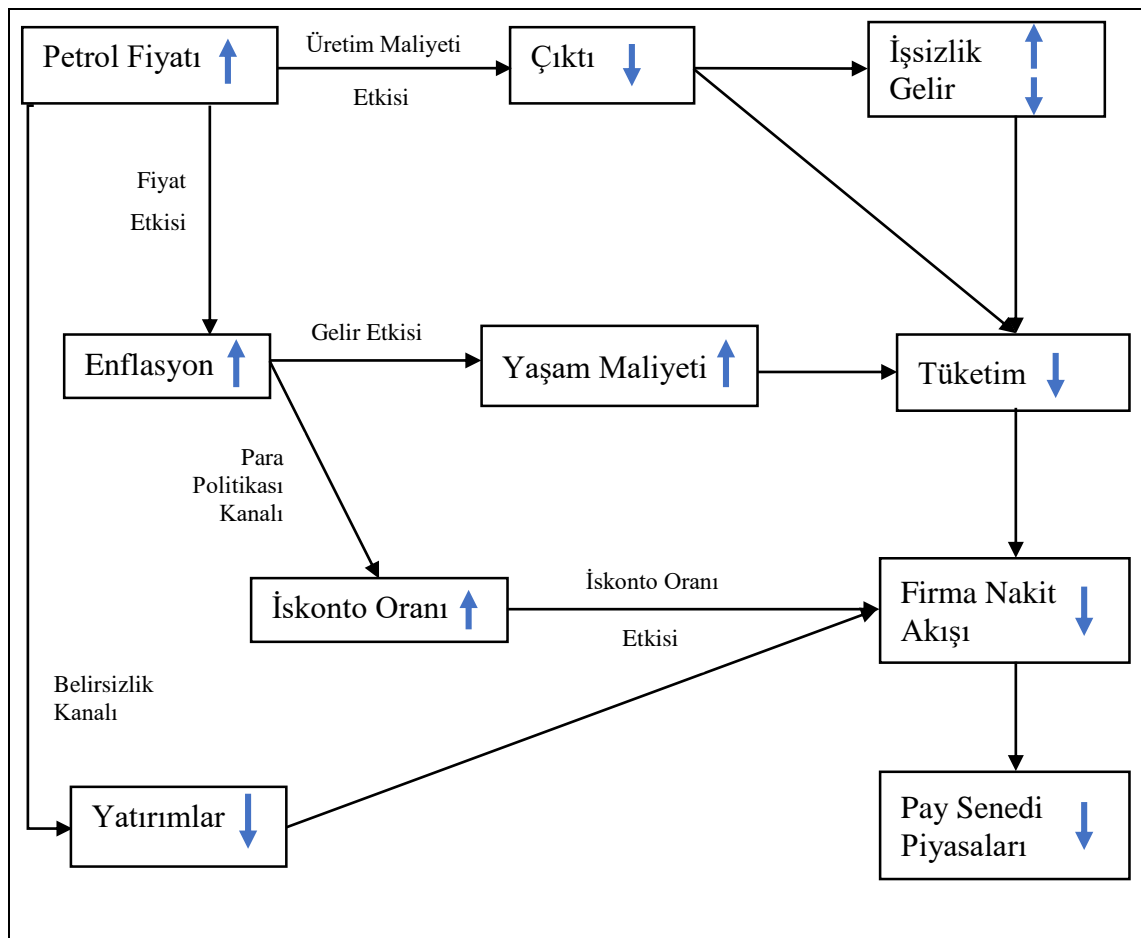 Petrol Fiyatı
Üretim Maliyeti
Etkisi
Çıktı
İşsizlik
Gelir
Fiyat
Etkisi
Enflasyon
Gelir Etkisi
Yaşam Maliyeti
Tüketim
Para
Politikası
Kanalı
İskonto Oranı
İskonto Oranı
Etkisi
Firma Nakit
Akışı
Belirsizlik
Kanalı
Yatırımlar
Pay Senedi
Piyasaları